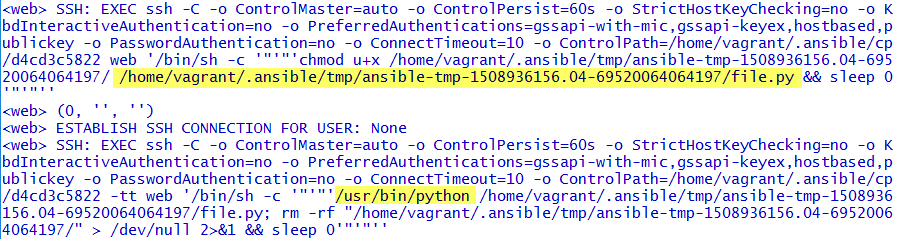 <web> SSH: EXEC ssh -C -o ControlMaster=auto -o ControlPersist=60s -o StrictHostKeyChecking=no -o K
bdInteractiveAuthentication=no -o PreferredAuthentications=gssapi-with-mic,gssapi-keyex,hostbased,p
ublickey -o PasswordAuthentication=no -o ConnectTimeout=10 -o ControlPath=/home/vagrant/.ansible/cp
/d4cd3c5822 web '/bin/sh -c '"'"'chmod u+x /home/vagrant/.ansible/tmp/ansible-tmp-1508936156.04-695
20064064197/ /home/vagrant/.ansible/tmp/ansible-tmp-1508936156.04-69520064064197/file.py && sleep 0
'"'"''
<web> (0, '', '')
<web> ESTABLISH SSH CONNECTION FOR USER: None
<web> SSH: EXEC ssh -C -o ControlMaster=auto -o ControlPersist=60s -o StrictHostKeyChecking=no -o K
bdInteractiveAuthentication=no -o PreferredAuthentications=gssapi-with-mic,gssapi-keyex,hostbased,p
ublickey -o PasswordAuthentication=no -o ConnectTimeout=10 -o ControlPath=/home/vagrant/.ansible/cp
/d4cd3c5822 -tt web '/bin/sh -c '"'"'/usr/bin/python /home/vagrant/.ansible/tmp/ansible-tmp-1508936
156.04-69520064064197/file.py; rm -rf "/home/vagrant/.ansible/tmp/ansible-tmp-1508936156.04-6952006
4064197/" > /dev/null 2>&1 && sleep 0'"'"''